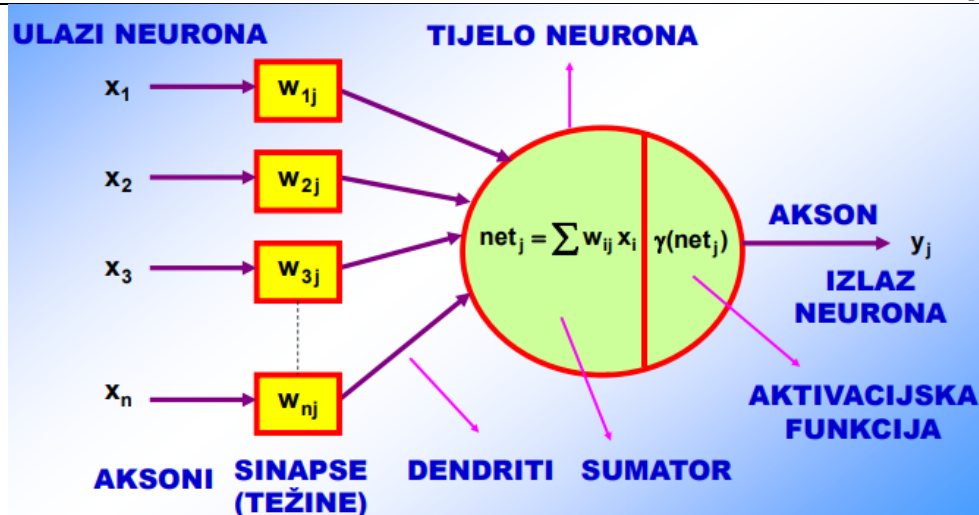 ULAZI NEURONA
TIJELO NEURONA
x₁
w₁ⱼ
x₂
w₂ⱼ
x₃
w₃ⱼ
xₙ
wₙⱼ
netⱼ = ∑ wᵢⱼ xᵢ
γ(netⱼ)
AKSON
yⱼ
IZLAZ
NEURONA
AKTIVACIJSKA
FUNKCIJA
AKSONI
SINAPSE
(TEŽINE)
DENDRITI
SUMATOR